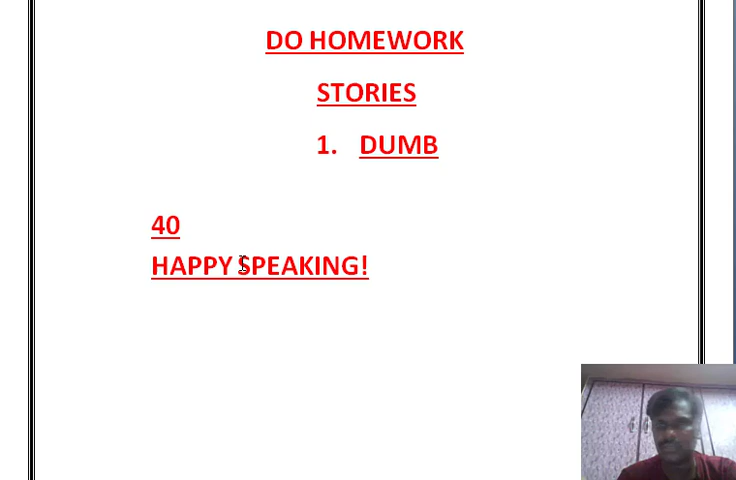 DO HOMEWORK
STORIES
1. DUMB
40
HAPPY SPEAKING!